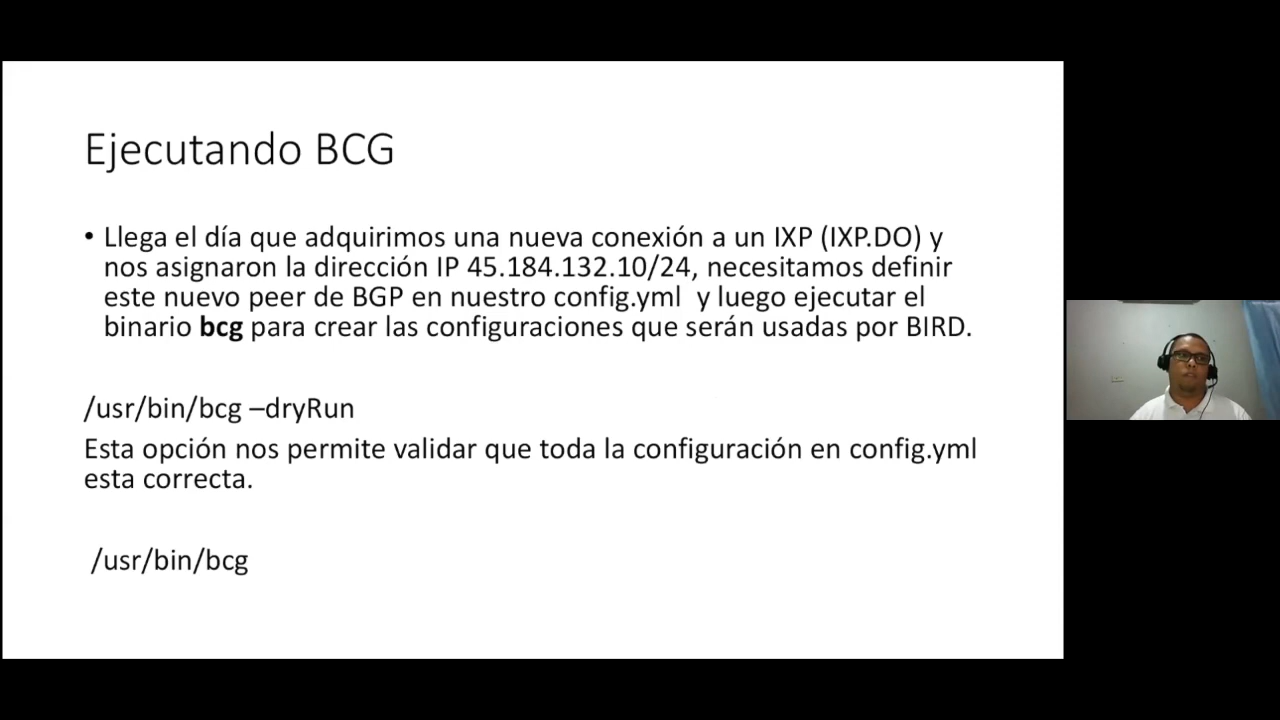 Ejecutando BCG
• Llega el día que adquirimos una nueva conexión a un IXP (IXP.DO) y
nos asignaron la dirección IP 45.184.132.10/24, necesitamos definir
este nuevo peer de BGP en nuestro config.yml  y luego ejecutar el
binario bcg para crear las configuraciones que serán usadas por BIRD.
/usr/bin/bcg –dryRun
Esta opción nos permite validar que toda la configuración en config.yml
esta correcta.
/usr/bin/bcg